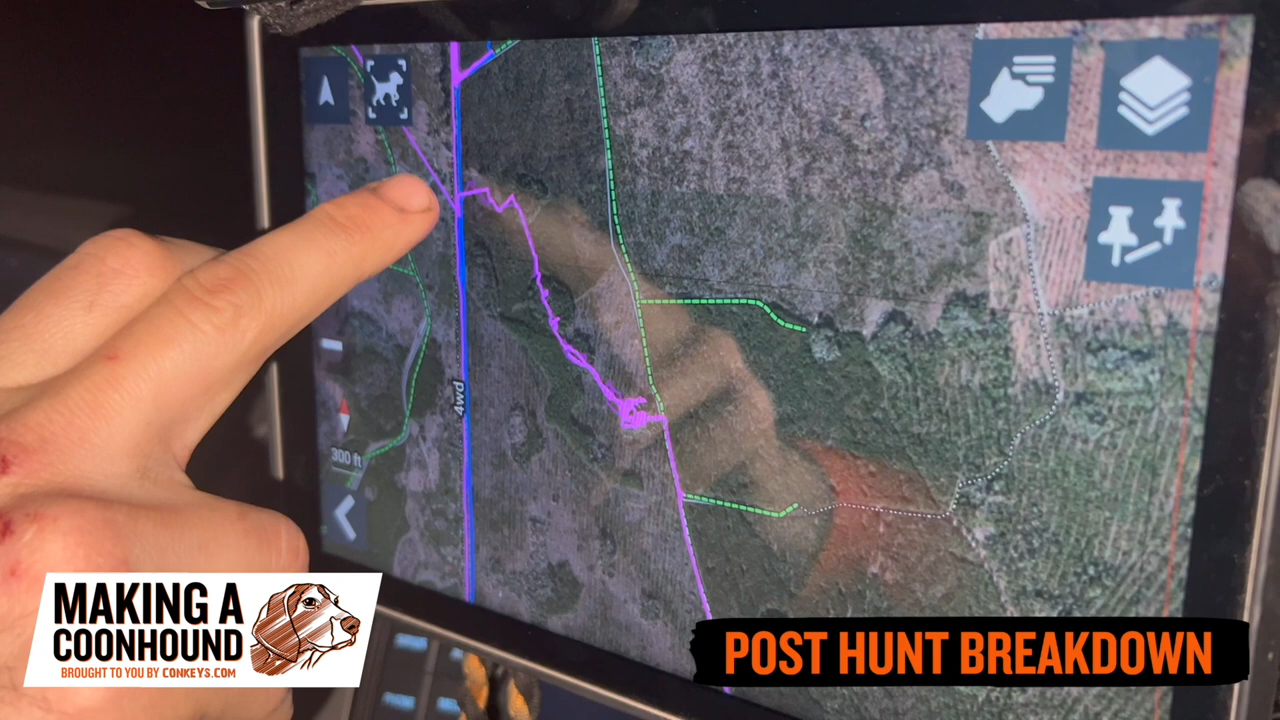 4wd
300 ft
MAKING A
COONHOUND
BROUGHT TO YOU BY CONKEYS.COM
POST HUNT BREAKDOWN